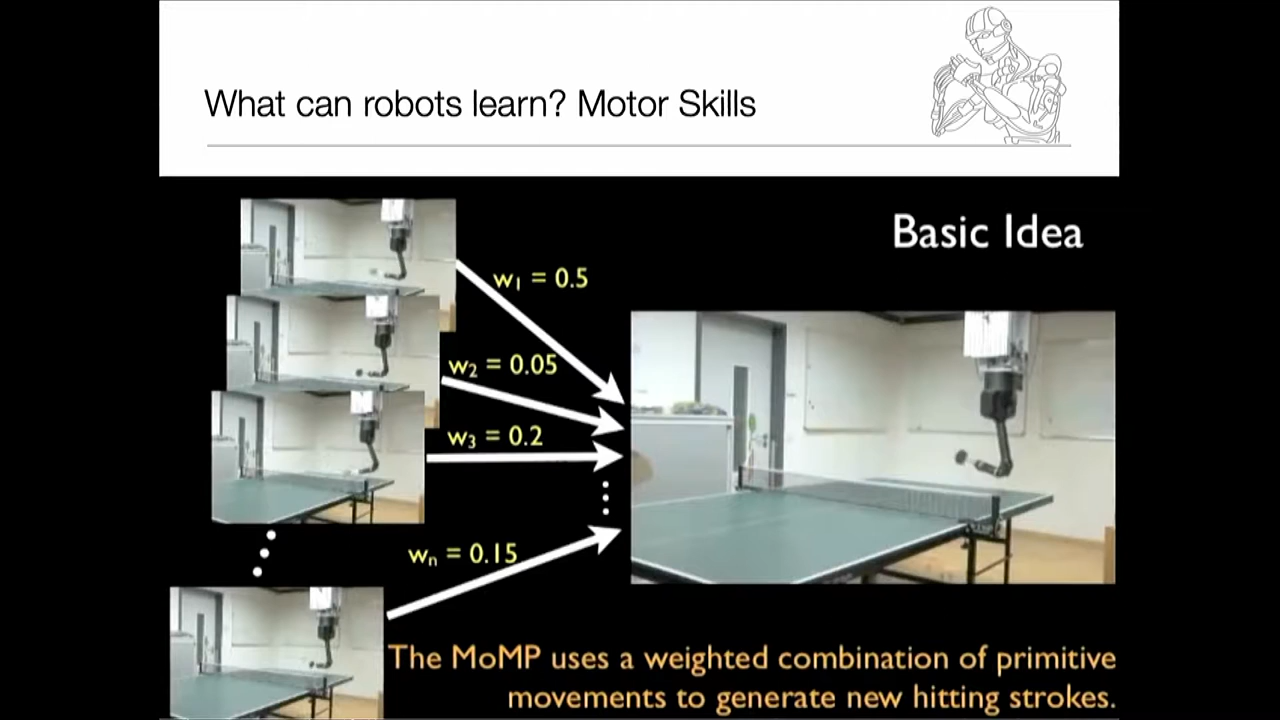 What can robots learn? Motor Skills
Basic Idea
w₁ = 0.5
w₂ = 0.05
w₃ = 0.2
wₙ = 0.15
The MoMP uses a weighted combination of primitive
movements to generate new hitting strokes.